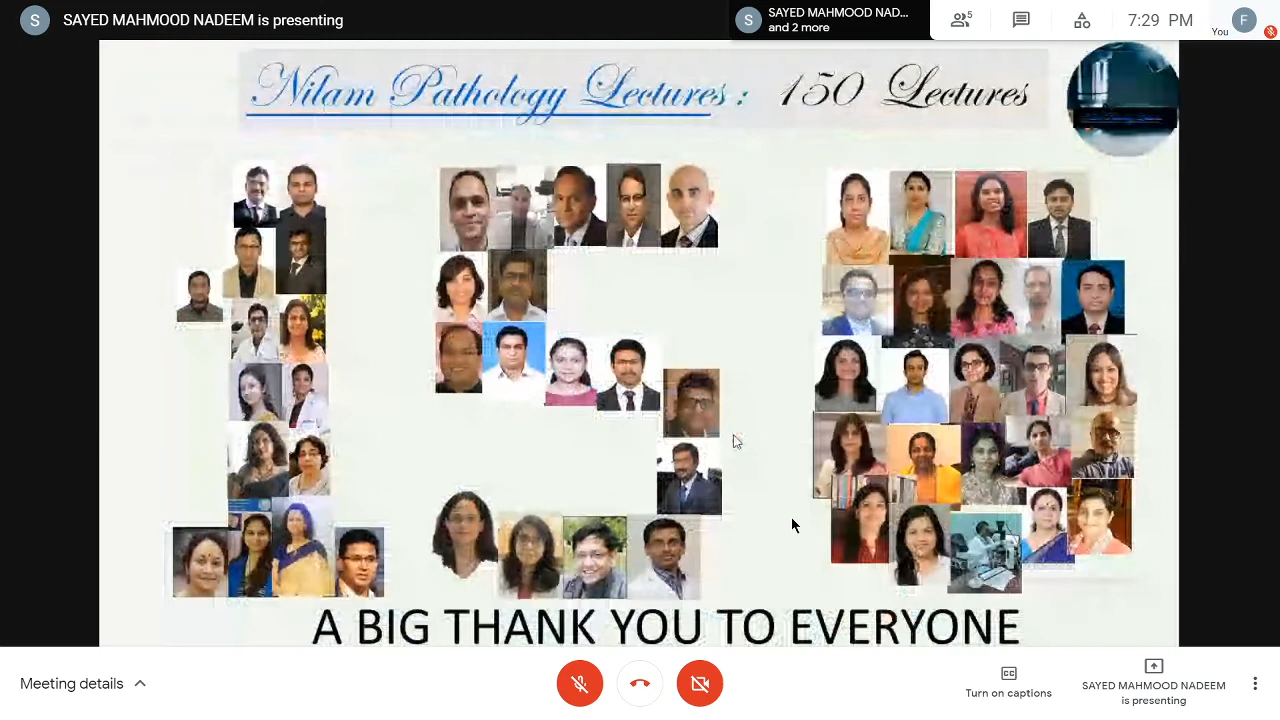 S SAYED MAHMOOD NADEEM is presenting
S SAYED MAHMOOD NAD...
and 2 more
5
7:29 PM
You
F
Nilam Pathology Lectures : 150 Lectures
A BIG THANK YOU TO EVERYONE
Meeting details
CC
Turn on captions
SAYED MAHMOOD NADEEM
is presenting